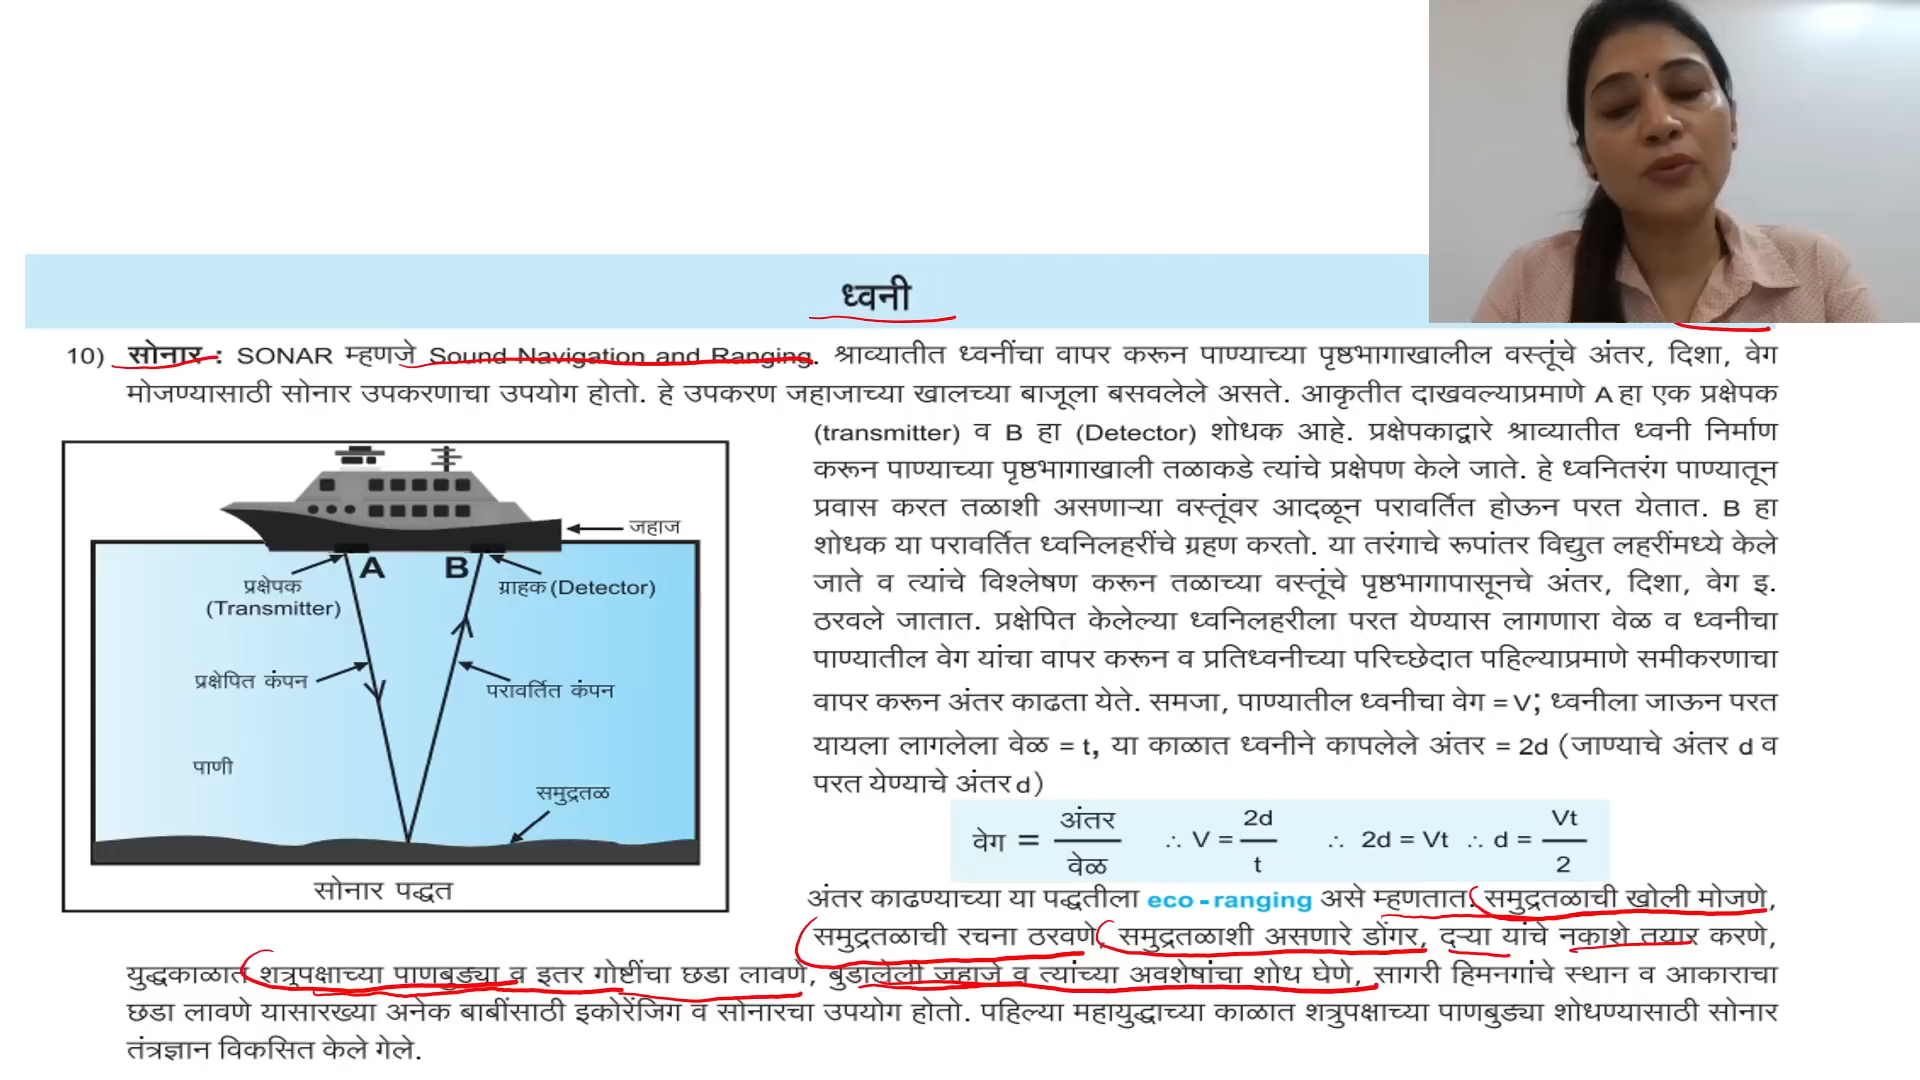 ध्वनी
10) सोनार : SONAR म्हणजे Sound Navigation and Ranging. श्राव्यातीत ध्वनींचा वापर करून पाण्याच्या पृष्ठभागाखालील वस्तूंचे अंतर, दिशा, वेग
मोजण्यासाठी सोनार उपकरणाचा उपयोग होतो. हे उपकरण जहाजाच्या खालच्या बाजूला बसवलेले असते. आकृतीत दाखवल्याप्रमाणे A हा एक प्रक्षेपक
(transmitter) व B हा (Detector) शोधक आहे. प्रक्षेपकाद्वारे श्राव्यातीत ध्वनी निर्माण
करून पाण्याच्या पृष्ठभागाखाली तळाकडे त्यांचे प्रक्षेपण केले जाते. हे ध्वनितरंग पाण्यातून
प्रवास करत तळाशी असणाऱ्या वस्तूंवर आदळून परावर्तित होऊन परत येतात. B हा
शोधक या परावर्तित ध्वनिलहरींचे ग्रहण करतो. या तरंगाचे रूपांतर विद्युत लहरींमध्ये केले
जाते व त्यांचे विश्लेषण करून तळाच्या वस्तूंचे पृष्ठभागापासूनचे अंतर, दिशा, वेग इ.
ठरवले जातात. प्रक्षेपित केलेल्या ध्वनिलहरीला परत येण्यास लागणारा वेळ व ध्वनीचा
पाण्यातील वेग यांचा वापर करून व प्रतिध्वनीच्या परिच्छेदात पहिल्याप्रमाणे समीकरणाचा
वापर करून अंतर काढता येते. समजा, पाण्यातील ध्वनीचा वेग = V; ध्वनीला जाऊन परत
यायला लागलेला वेळ = t, या काळात ध्वनीने कापलेले अंतर = 2d (जाण्याचे अंतर d व
परत येण्याचे अंतर d)
वेग = अंतर / वेळ ∴ V = 2d / t ∴ 2d = Vt ∴ d = Vt / 2
अंतर काढण्याच्या या पद्धतीला eco - ranging असे म्हणतात. समुद्रतळाची खोली मोजणे,
समुद्रतळाची रचना ठरवणे, समुद्रतळाशी असणारे डोंगर, दऱ्या यांचे नकाशे तयार करणे,
युद्धकाळात शत्रुपक्षाच्या पाणबुड्या व इतर गोष्टींचा छडा लावणे, बुडालेली जहाजे व त्यांच्या अवशेषांचा शोध घेणे, सागरी हिमनगांचे स्थान व आकाराचा
छडा लावणे यासारख्या अनेक बाबींसाठी इकोरेंजिग व सोनारचा उपयोग होतो. पहिल्या महायुद्धाच्या काळात शत्रुपक्षाच्या पाणबुड्या शोधण्यासाठी सोनार
तंत्रज्ञान विकसित केले गेले.
जहाज
A B
प्रक्षेपक
(Transmitter)
ग्राहक (Detector)
प्रक्षेपित कंपन
परावर्तित कंपन
पाणी
समुद्रतळ
सोनार पद्धत